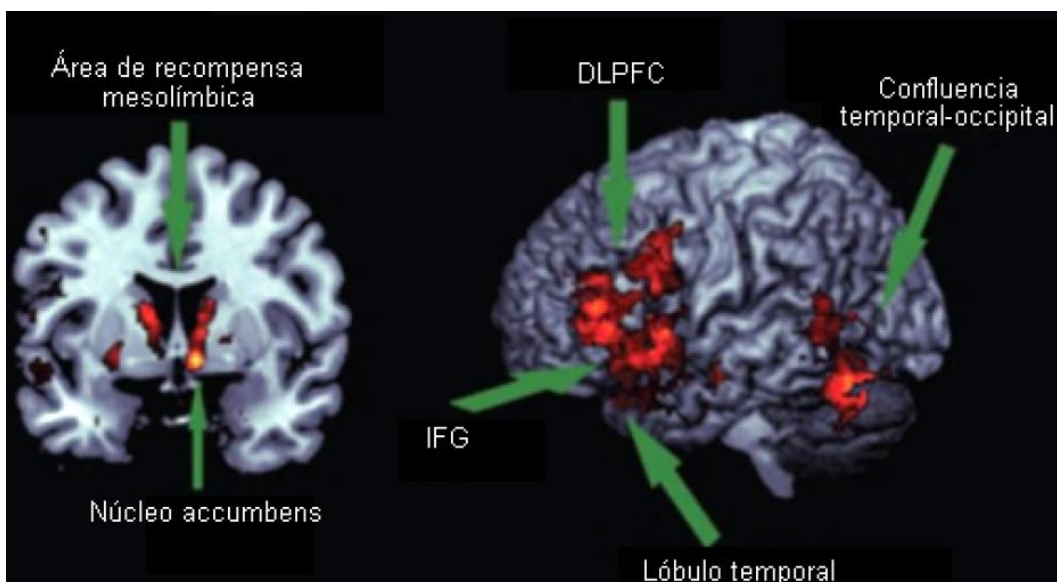 Área de recompensa
mesolímbica
DLPFC
Confluencia
temporal-occipital
IFG
Núcleo accumbens
Lóbulo temporal